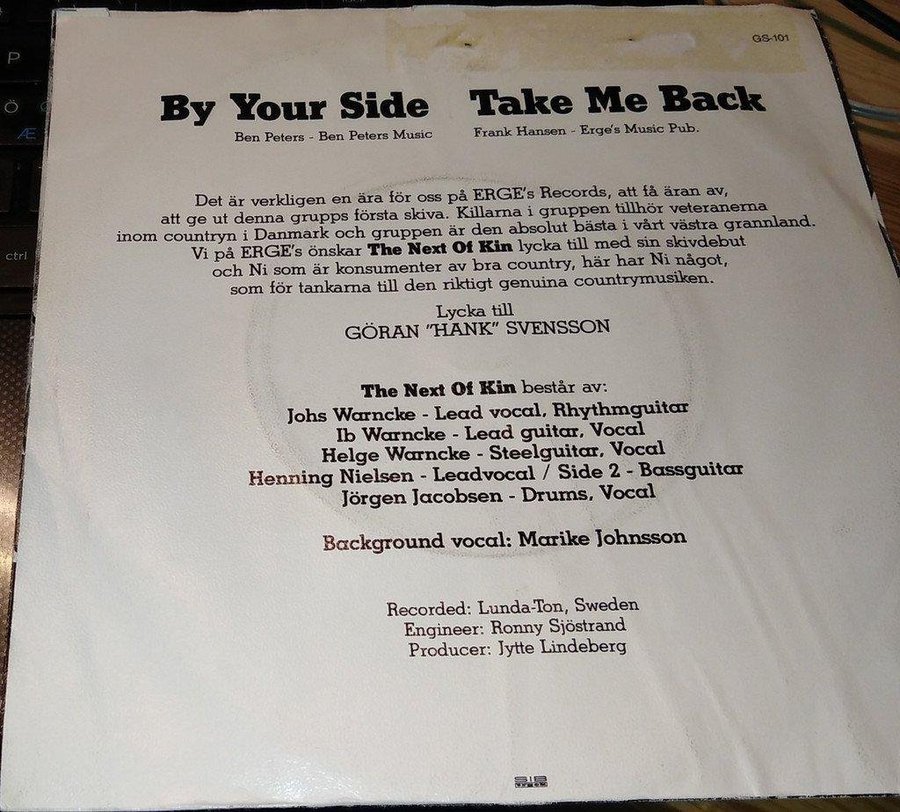 GS-101
By Your Side Take Me Back
Ben Peters - Ben Peters Music Frank Hansen - Erge's Music Pub.
Det är verkligen en ära för oss på ERGE's Records, att få äran av,
att ge ut denna grupps första skiva. Killarna i gruppen tillhör veteranerna
inom countryn i Danmark och gruppen är den absolut bästa i vårt västra grannland.
Vi på ERGE's önskar The Next Of Kin lycka till med sin skivdebut
och Ni som är konsumenter av bra country, här har Ni något,
som för tankarna till den riktigt genuina countrymusiken.
Lycka till
GÖRAN "HANK" SVENSSON
The Next Of Kin består av:
Johs Warncke - Lead vocal, Rhythmguitar
Ib Warncke - Lead guitar, Vocal
Helge Warncke - Steelguitar, Vocal
Henning Nielsen - Leadvocal / Side 2 - Bassguitar
Jörgen Jacobsen - Drums, Vocal
Background vocal: Marike Johnsson
Recorded: Lunda-Ton, Sweden
Engineer: Ronny Sjöstrand
Producer: Jytte Lindeberg
P
Ö
Æ
ctrl